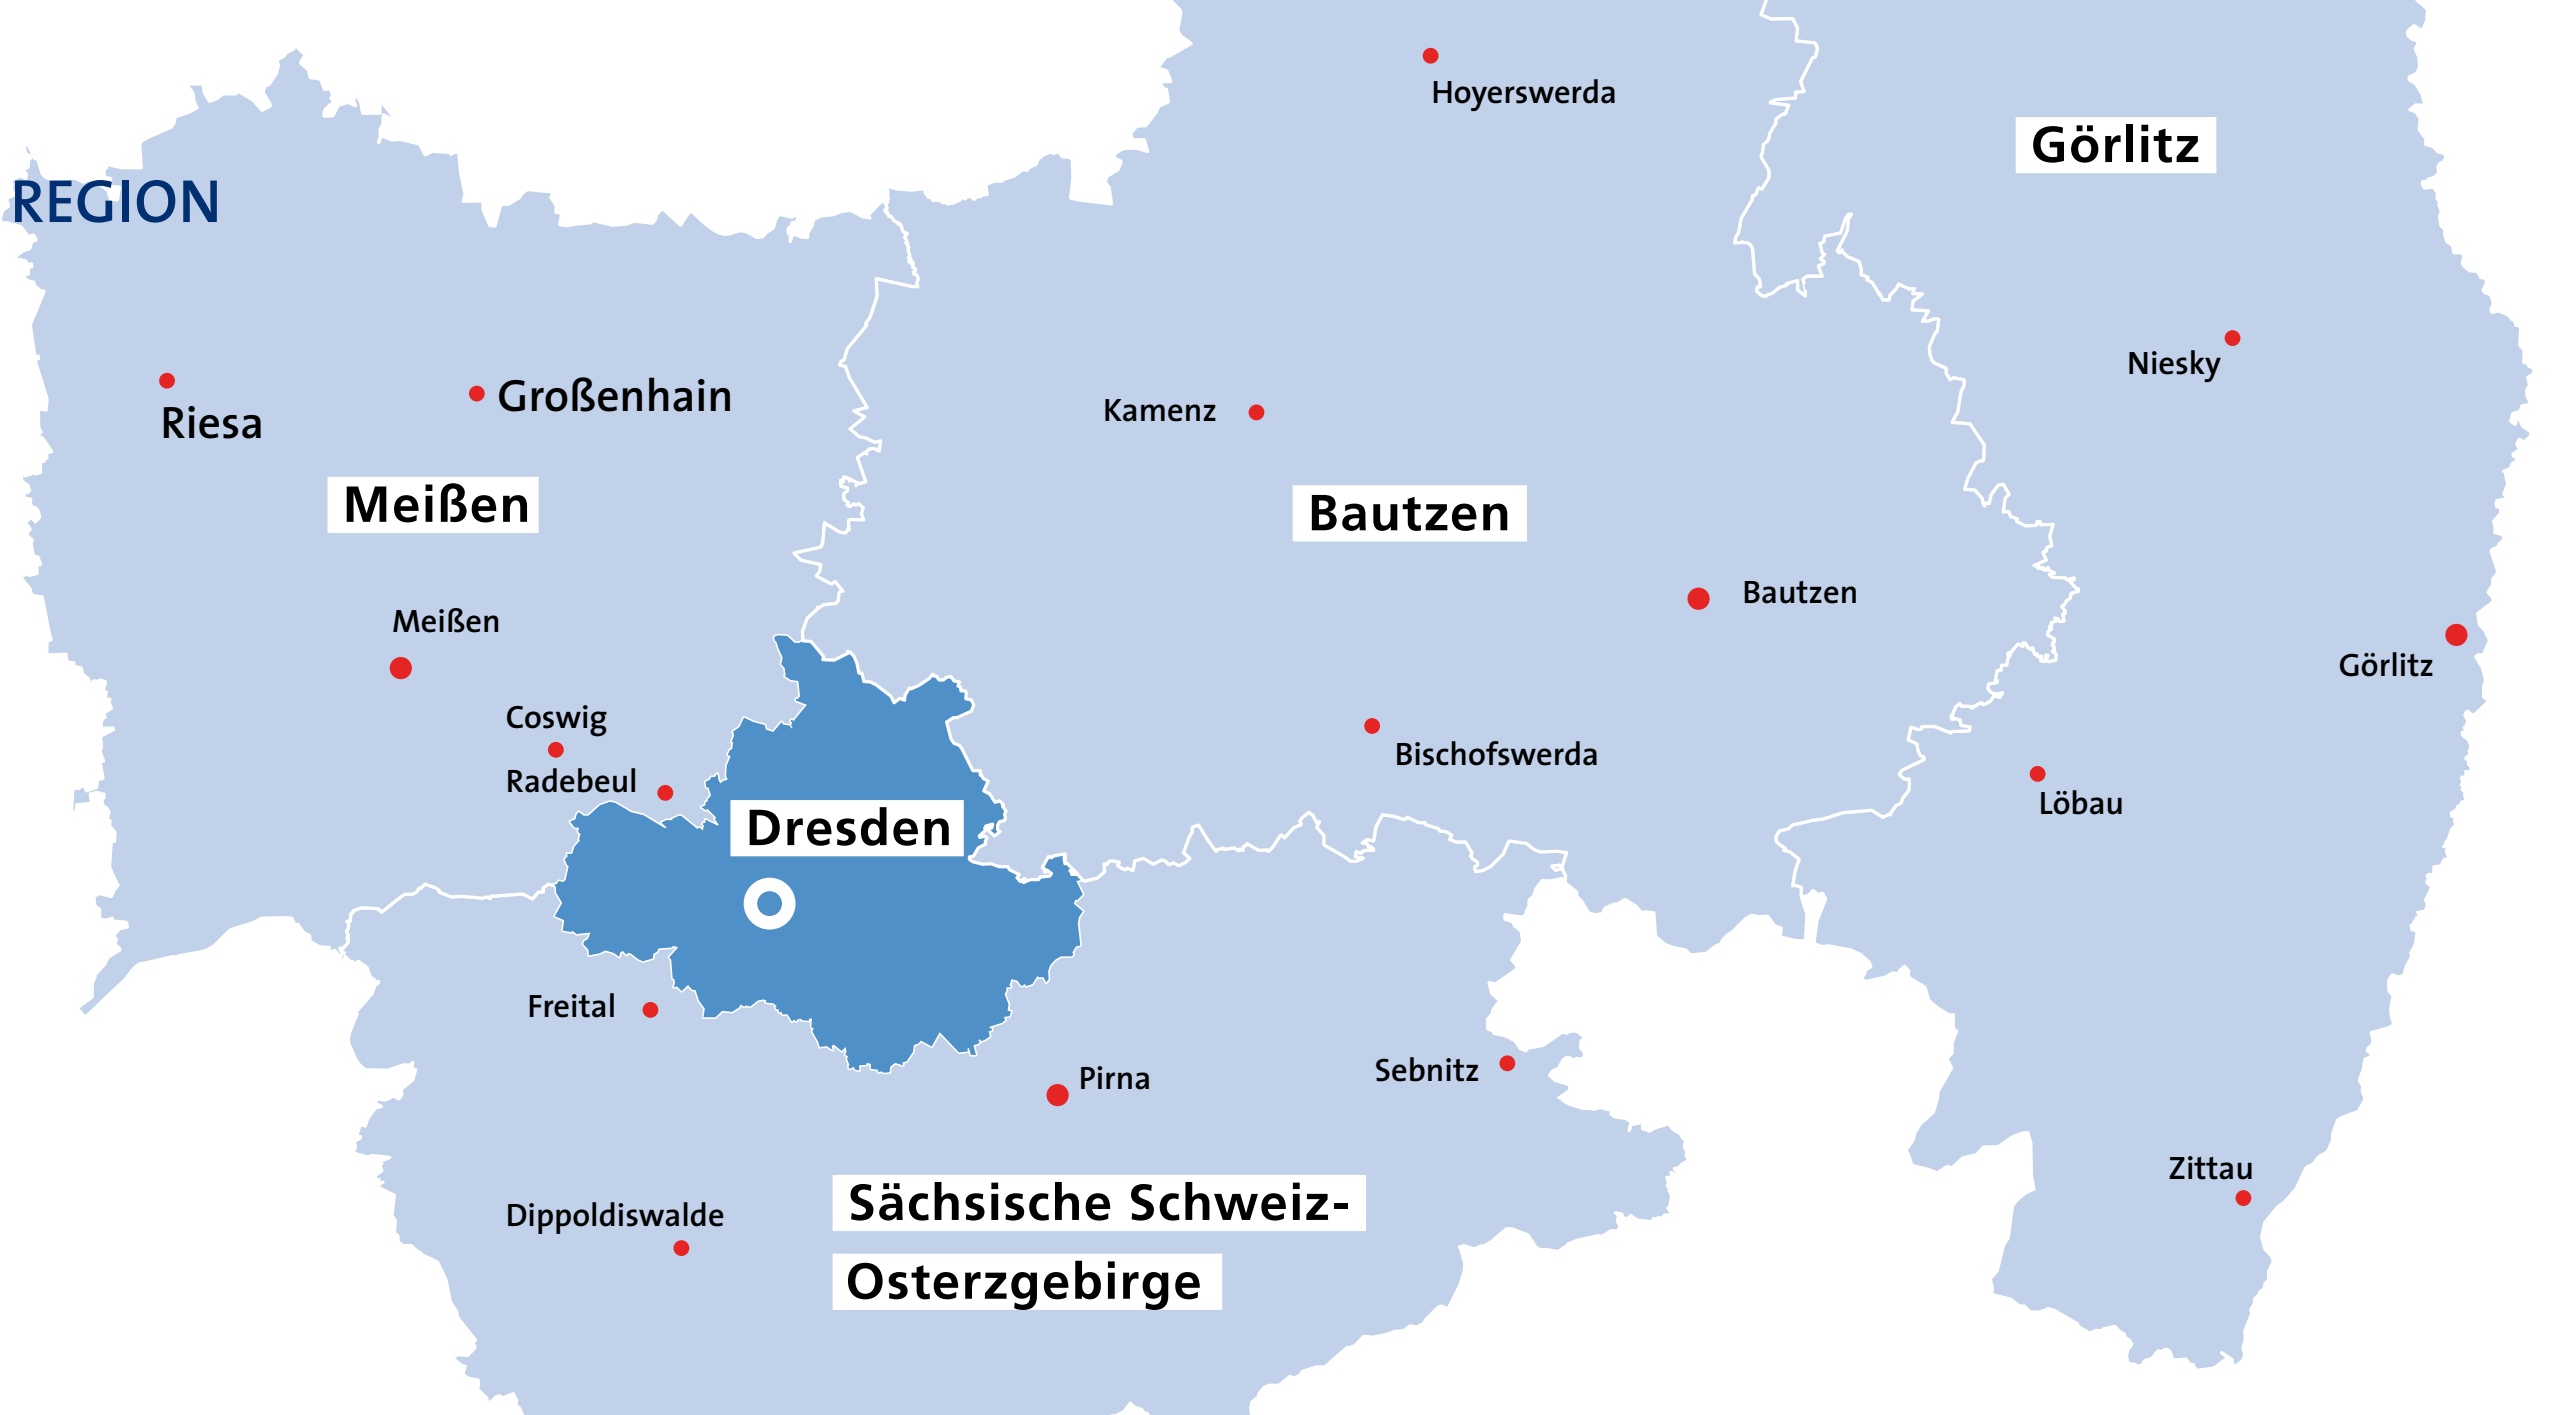 Hoyerswerda
Görlitz
REGION
Niesky
Riesa
Großenhain
Kamenz
Meißen
Bautzen
Meißen
Bautzen
Görlitz
Coswig
Radebeul
Bischofswerda
Löbau
Dresden
Freital
Pirna
Sebnitz
Zittau
Dippoldiswalde
Sächsische Schweiz-
Osterzgebirge